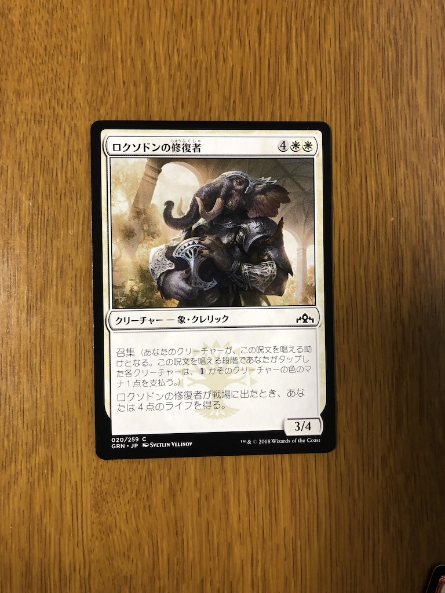 ロクソドンの修復者 4
クリーチャー — 象・クレリック
召集（あなたのクリーチャーが、この呪文を唱える助
けとなる。この呪文を唱える段階であなたがタップし
た各クリーチャーは、1かそのクリーチャーの色のマ
ナ1点を支払う。）
ロクソドンの修復者が戦場に出たとき、あな
たは4点のライフを得る。
3/4
020/259 C
GRN • JP Svetlin Velinov
™ & © 2018 Wizards of the Coast